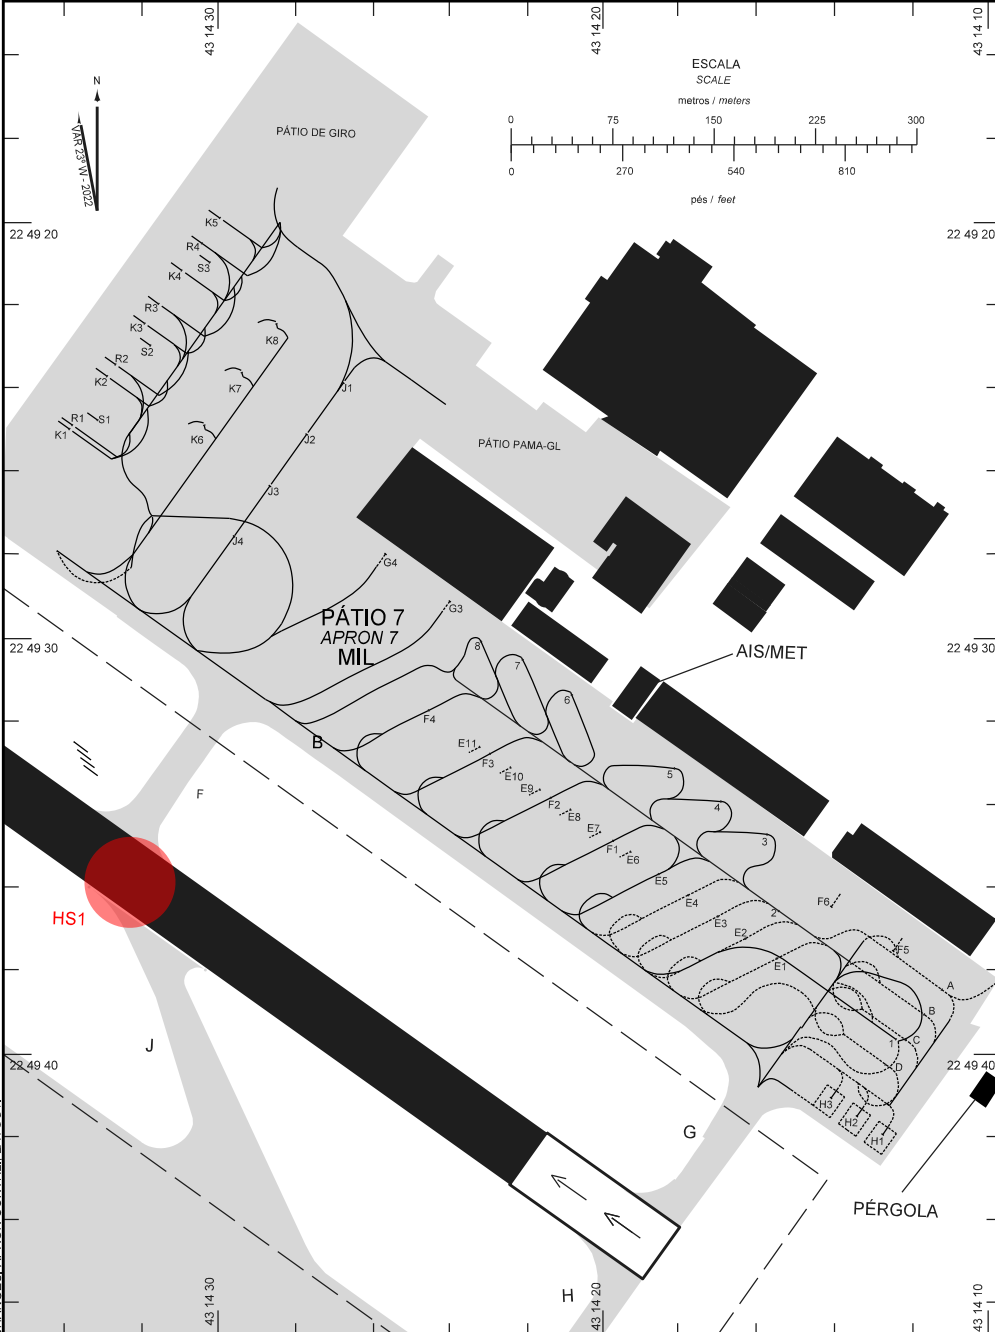 43 14 30
43 14 20
43 14 10
ESCALA
SCALE
metros / meters
0 75 150 225 300
0 270 540 810
pés / feet
N
VAR 23° W - 2022
PÁTIO DE GIRO
22 49 20
22 49 20
K5
R4
S3
K4
R3
K3
S2
R2
K2
R1
S1
K1
K8
K7
K6
J1
J2
J3
J4
PÁTIO PAMA-GL
G4
G3
PÁTIO 7
APRON 7
MIL
22 49 30
22 49 30
AIS/MET
8
7
6
5
4
3
2
1
B
F4
E11
F3
E10
E9
F2
E8
E7
F1
E6
E5
E4
E3
E2
E1
F6
F5
A
B
C
D
F
HS1
J
22 49 40
22 49 40
H3
H2
H1
G
PÉRGOLA
H
43 14 30
43 14 20
43 14 10